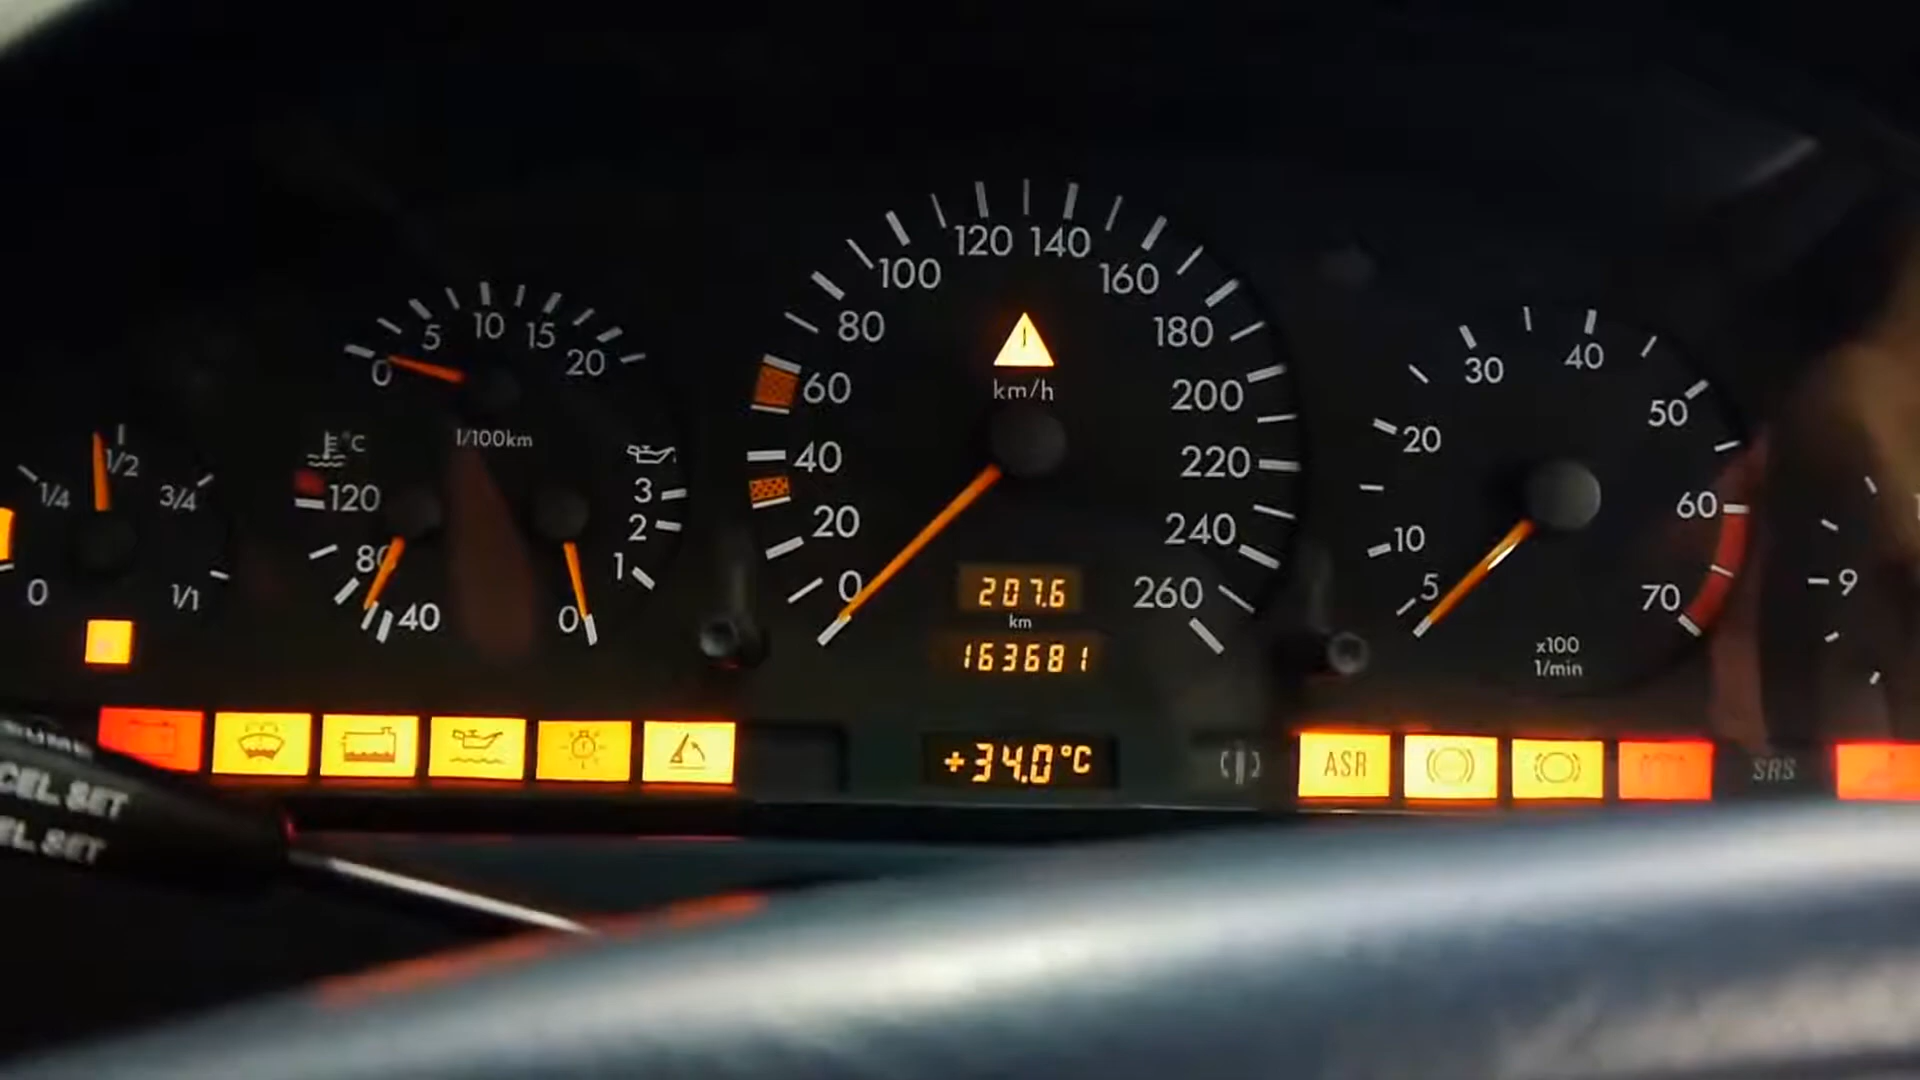 0 1/4 1/2 3/4 1/1
0 5 10 15 20
l/100km
°C
120
80
40
3
2
1
0
0 20 40 60 80 100 120 140 160 180 200 220 240 260
km/h
207.6
km
163681
+34.0°C
5 10 20 30 40 50 60 70
x100
1/min
9
ASR
SRS
CEL SET
EL SET